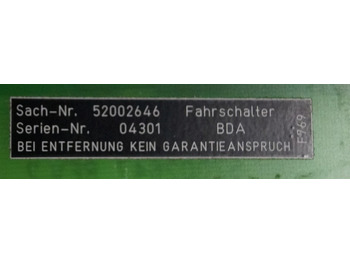 Sach-Nr. 52002646 Fahrschalter
Serien-Nr. 04301 BDA
BEI ENTFERNUNG KEIN GARANTIEANSPRUCH
F969